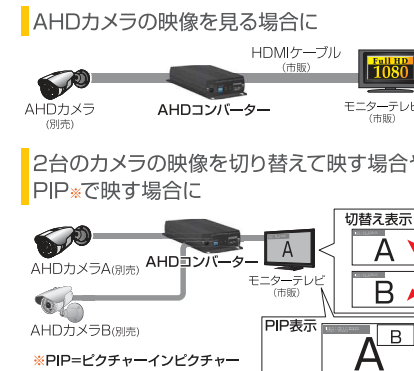 AHDカメラの映像を見る場合に
HDMIケーブル
(市販)
Full HD
1080
AHDカメラ
(別売)
AHDコンバーター
モニターテレビ
(市販)
2台のカメラの映像を切り替えて映す場合や
PIP※で映す場合に
切替え表示
A
AHDカメラA(別売)
AHDコンバーター
A
モニターテレビ
(市販)
B
AHDカメラB(別売)
PIP表示
B
A
※PIP=ピクチャーインピクチャー